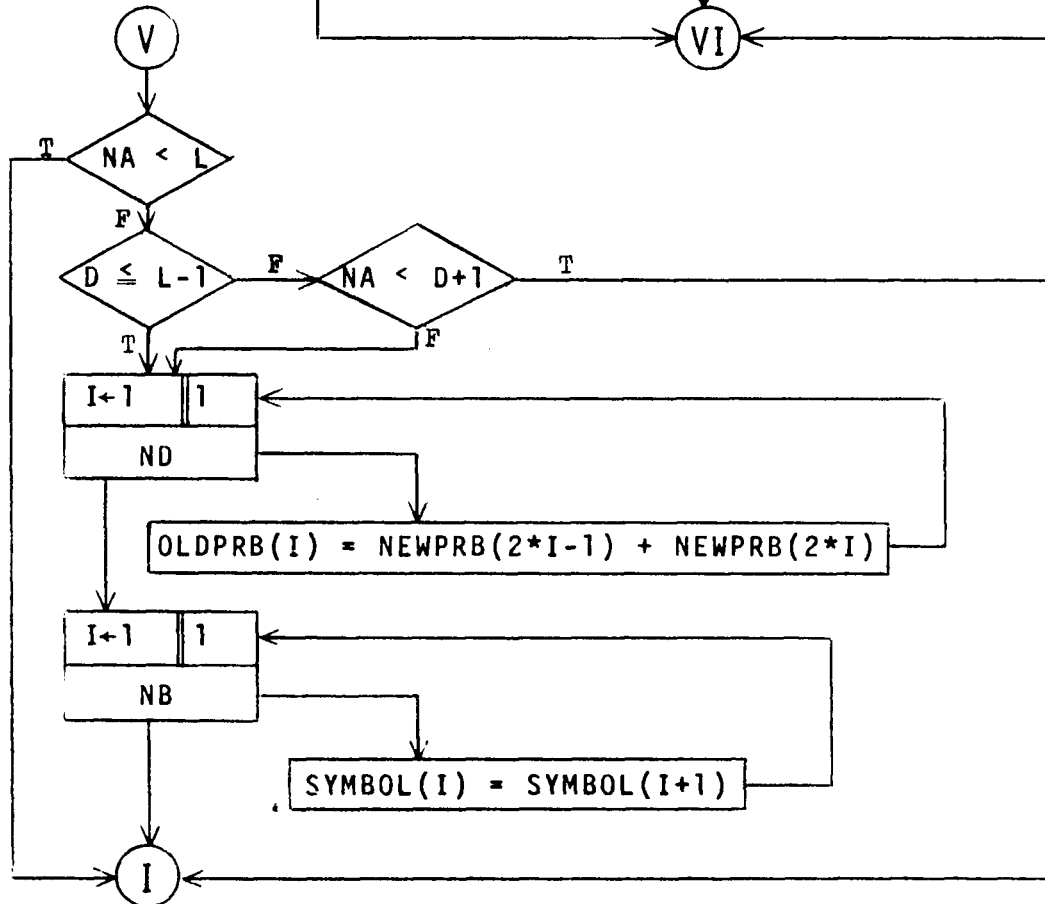 V
VI
T
NA < L
F
D ≦ L-1
F
NA < D+1
T
T
F
I←1 1
ND
OLDPRB(I) = NEWPRB(2*I-1) + NEWPRB(2*I)
I←1 1
NB
SYMBOL(I) = SYMBOL(I+1)
I